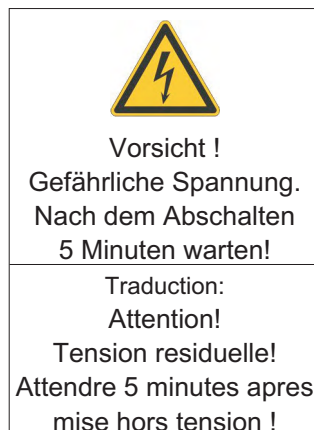 Vorsicht !
Gefährliche Spannung.
Nach dem Abschalten
5 Minuten warten!
Traduction:
Attention!
Tension residuelle!
Attendre 5 minutes apres
mise hors tension !